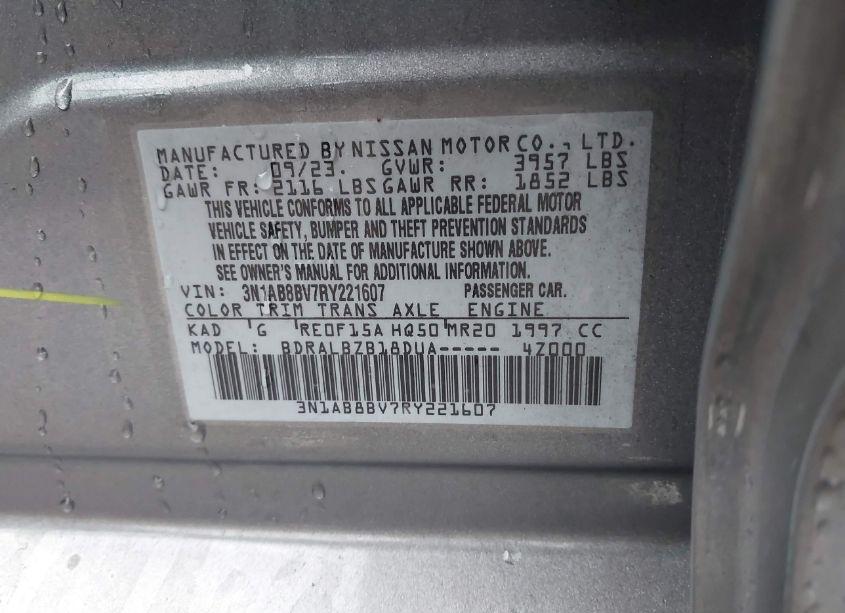 MANUFACTURED BY NISSAN MOTOR CO., LTD.
DATE: 09/23. GVWR: 3957 LBS
GAWR FR: 2116 LBS GAWR RR: 1852 LBS
THIS VEHICLE CONFORMS TO ALL APPLICABLE FEDERAL MOTOR
VEHICLE SAFETY, BUMPER AND THEFT PREVENTION STANDARDS
IN EFFECT ON THE DATE OF MANUFACTURE SHOWN ABOVE.
SEE OWNER'S MANUAL FOR ADDITIONAL INFORMATION.
VIN: 3N1AB8BV7RY221607 PASSENGER CAR.
COLOR TRIM TRANS AXLE ENGINE
KAD G RE0F15A HQ50 MR20 1997 CC
MODEL: BDRALBZB18DUA----- 4Z000
3N1AB8BV7RY221607